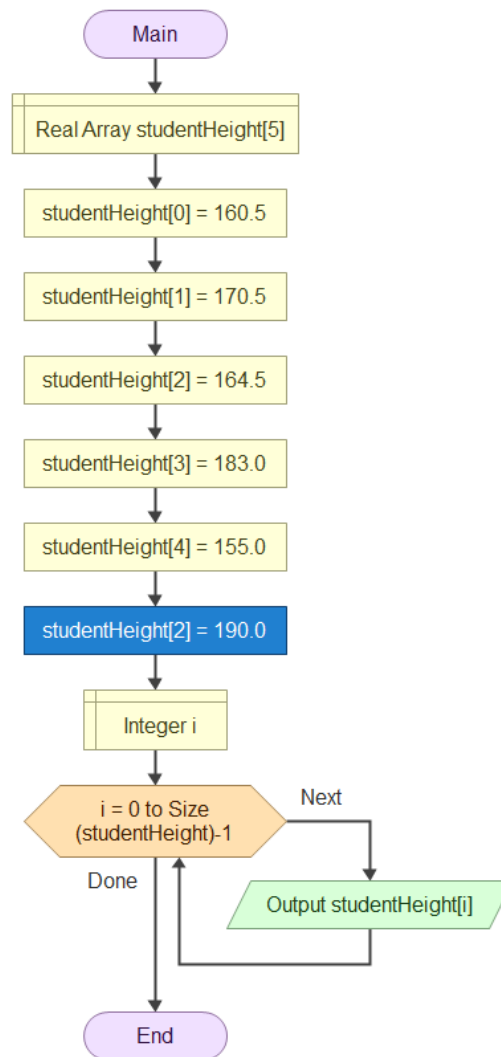 Main
Real Array studentHeight[5]
studentHeight[0] = 160.5
studentHeight[1] = 170.5
studentHeight[2] = 164.5
studentHeight[3] = 183.0
studentHeight[4] = 155.0
studentHeight[2] = 190.0
Integer i
i = 0 to Size
(studentHeight)-1
Next
Done
Output studentHeight[i]
End